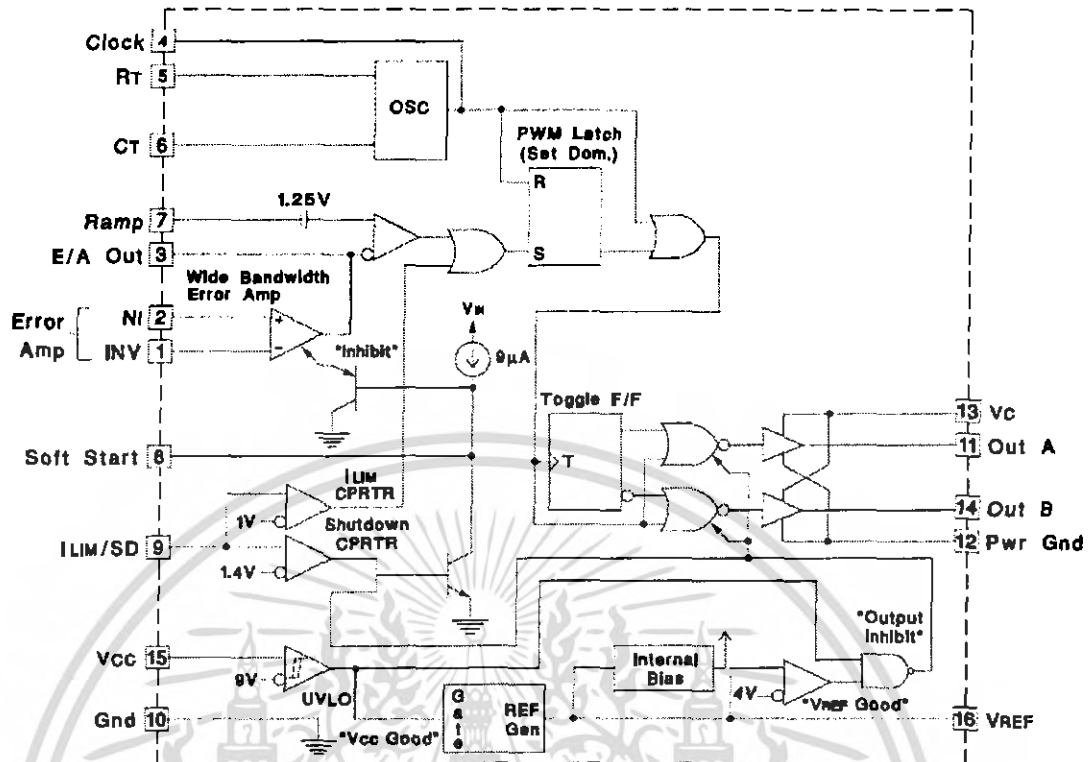 Clock 4
RT 5
OSC
CT 6
PWM Latch
(Set Dom.)
R
S
1.25V
Ramp 7
E/A Out 3
Wide Bandwidth
Error Amp
Error
Amp
NI 2
INV 1
+
-
"Inhibit"
VIN
9µA
Toggle F/F
T
13 Vc
11 Out A
14 Out B
12 Pwr Gnd
Soft Start 8
ILIM
CPRTR
1V
Shutdown
CPRTR
ILIM/SD 9
1.4V
"Output
Inhibit"
Vcc 15
9V
UVLO
Internal
Bias
4V
"VREF Good"
Gnd 10
"Vcc Good"
Gate
REF
Gen
16 VREF